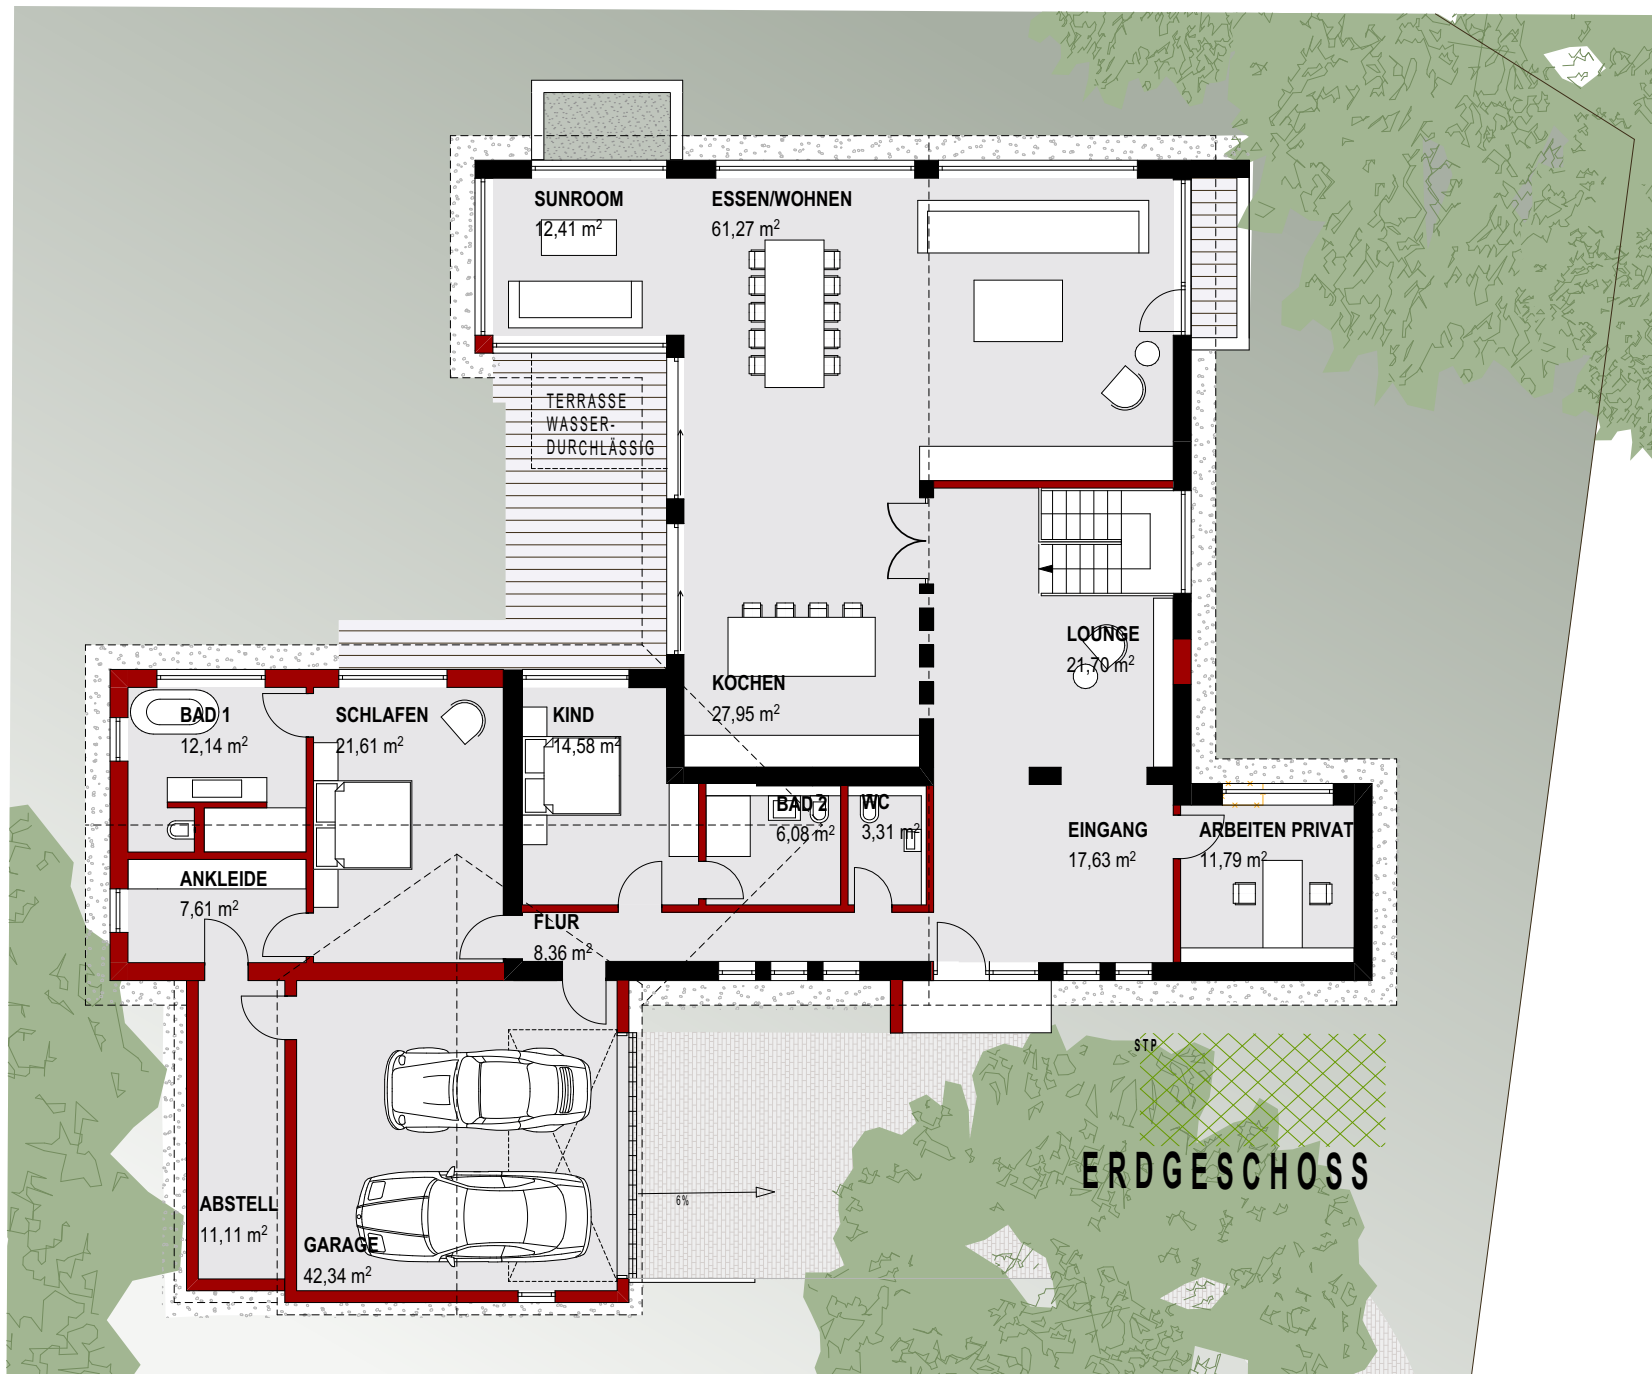 SUNROOM
12,41 m²
ESSEN/WOHNEN
61,27 m²
TERRASSE
WASSER-
DURCHLÄSSIG
LOUNGE
21,70 m²
KOCHEN
27,95 m²
BAD 1
12,14 m²
SCHLAFEN
21,61 m²
KIND
14,58 m²
BAD 2
6,08 m²
WC
3,31 m²
EINGANG
17,63 m²
ARBEITEN PRIVAT
11,79 m²
ANKLEIDE
7,61 m²
FLUR
8,36 m²
STP
ERDGESCHOSS
6%
ABSTELL
11,11 m²
GARAGE
42,34 m²